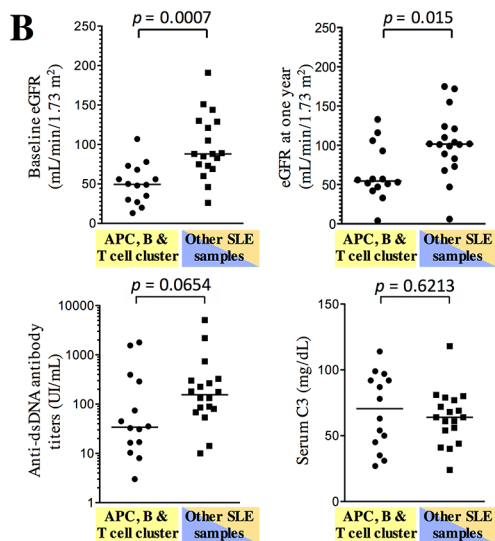 B
p = 0.0007
Baseline eGFR
(mL/min/1.73 m²)
250
200
150
100
50
0
APC, B &
T cell cluster
Other SLE
samples
p = 0.015
eGFR at one year
(mL/min/1.73 m²)
200
150
100
50
0
APC, B &
T cell cluster
Other SLE
samples
p = 0.0654
Anti-dsDNA antibody
titers (UI/mL)
10000
1000
100
10
1
APC, B &
T cell cluster
Other SLE
samples
p = 0.6213
Serum C3 (mg/dL)
150
100
50
0
APC, B &
T cell cluster
Other SLE
samples